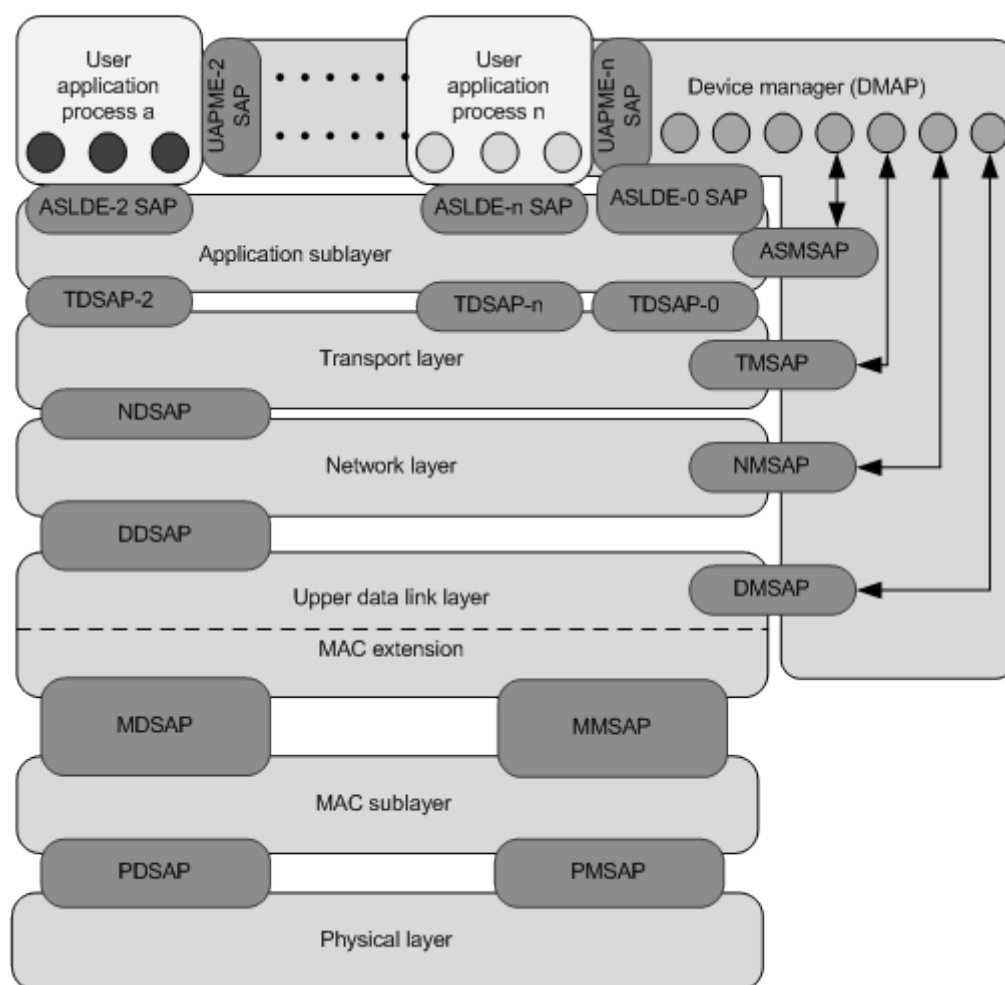 User
application
process a
UAPME-2
SAP
User
application
process n
UAPME-n
SAP
Device manager (DMAP)
ASLDE-2 SAP
ASLDE-n SAP
ASLDE-0 SAP
Application sublayer
ASMSAP
TDSAP-2
TDSAP-n
TDSAP-0
Transport layer
TMSAP
NDSAP
Network layer
NMSAP
DDSAP
Upper data link layer
DMSAP
MAC extension
MDSAP
MMSAP
MAC sublayer
PDSAP
PMSAP
Physical layer